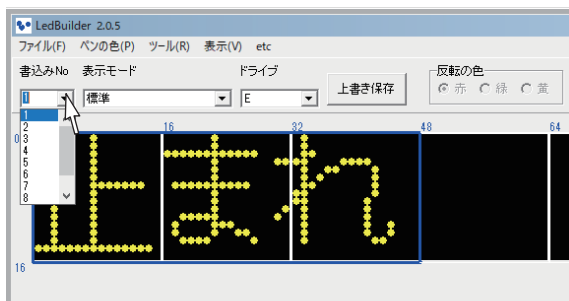 LedBuilder 2.0.5
ファイル(F) ペンの色(P) ツール(R) 表示(V) etc
書込みNo 表示モード ドライブ 反転の色
1 標準 E 上書き保存 赤 緑 黄
1
2
3
4
5
6
7
8
0 16 32 48 64
止まれ
16